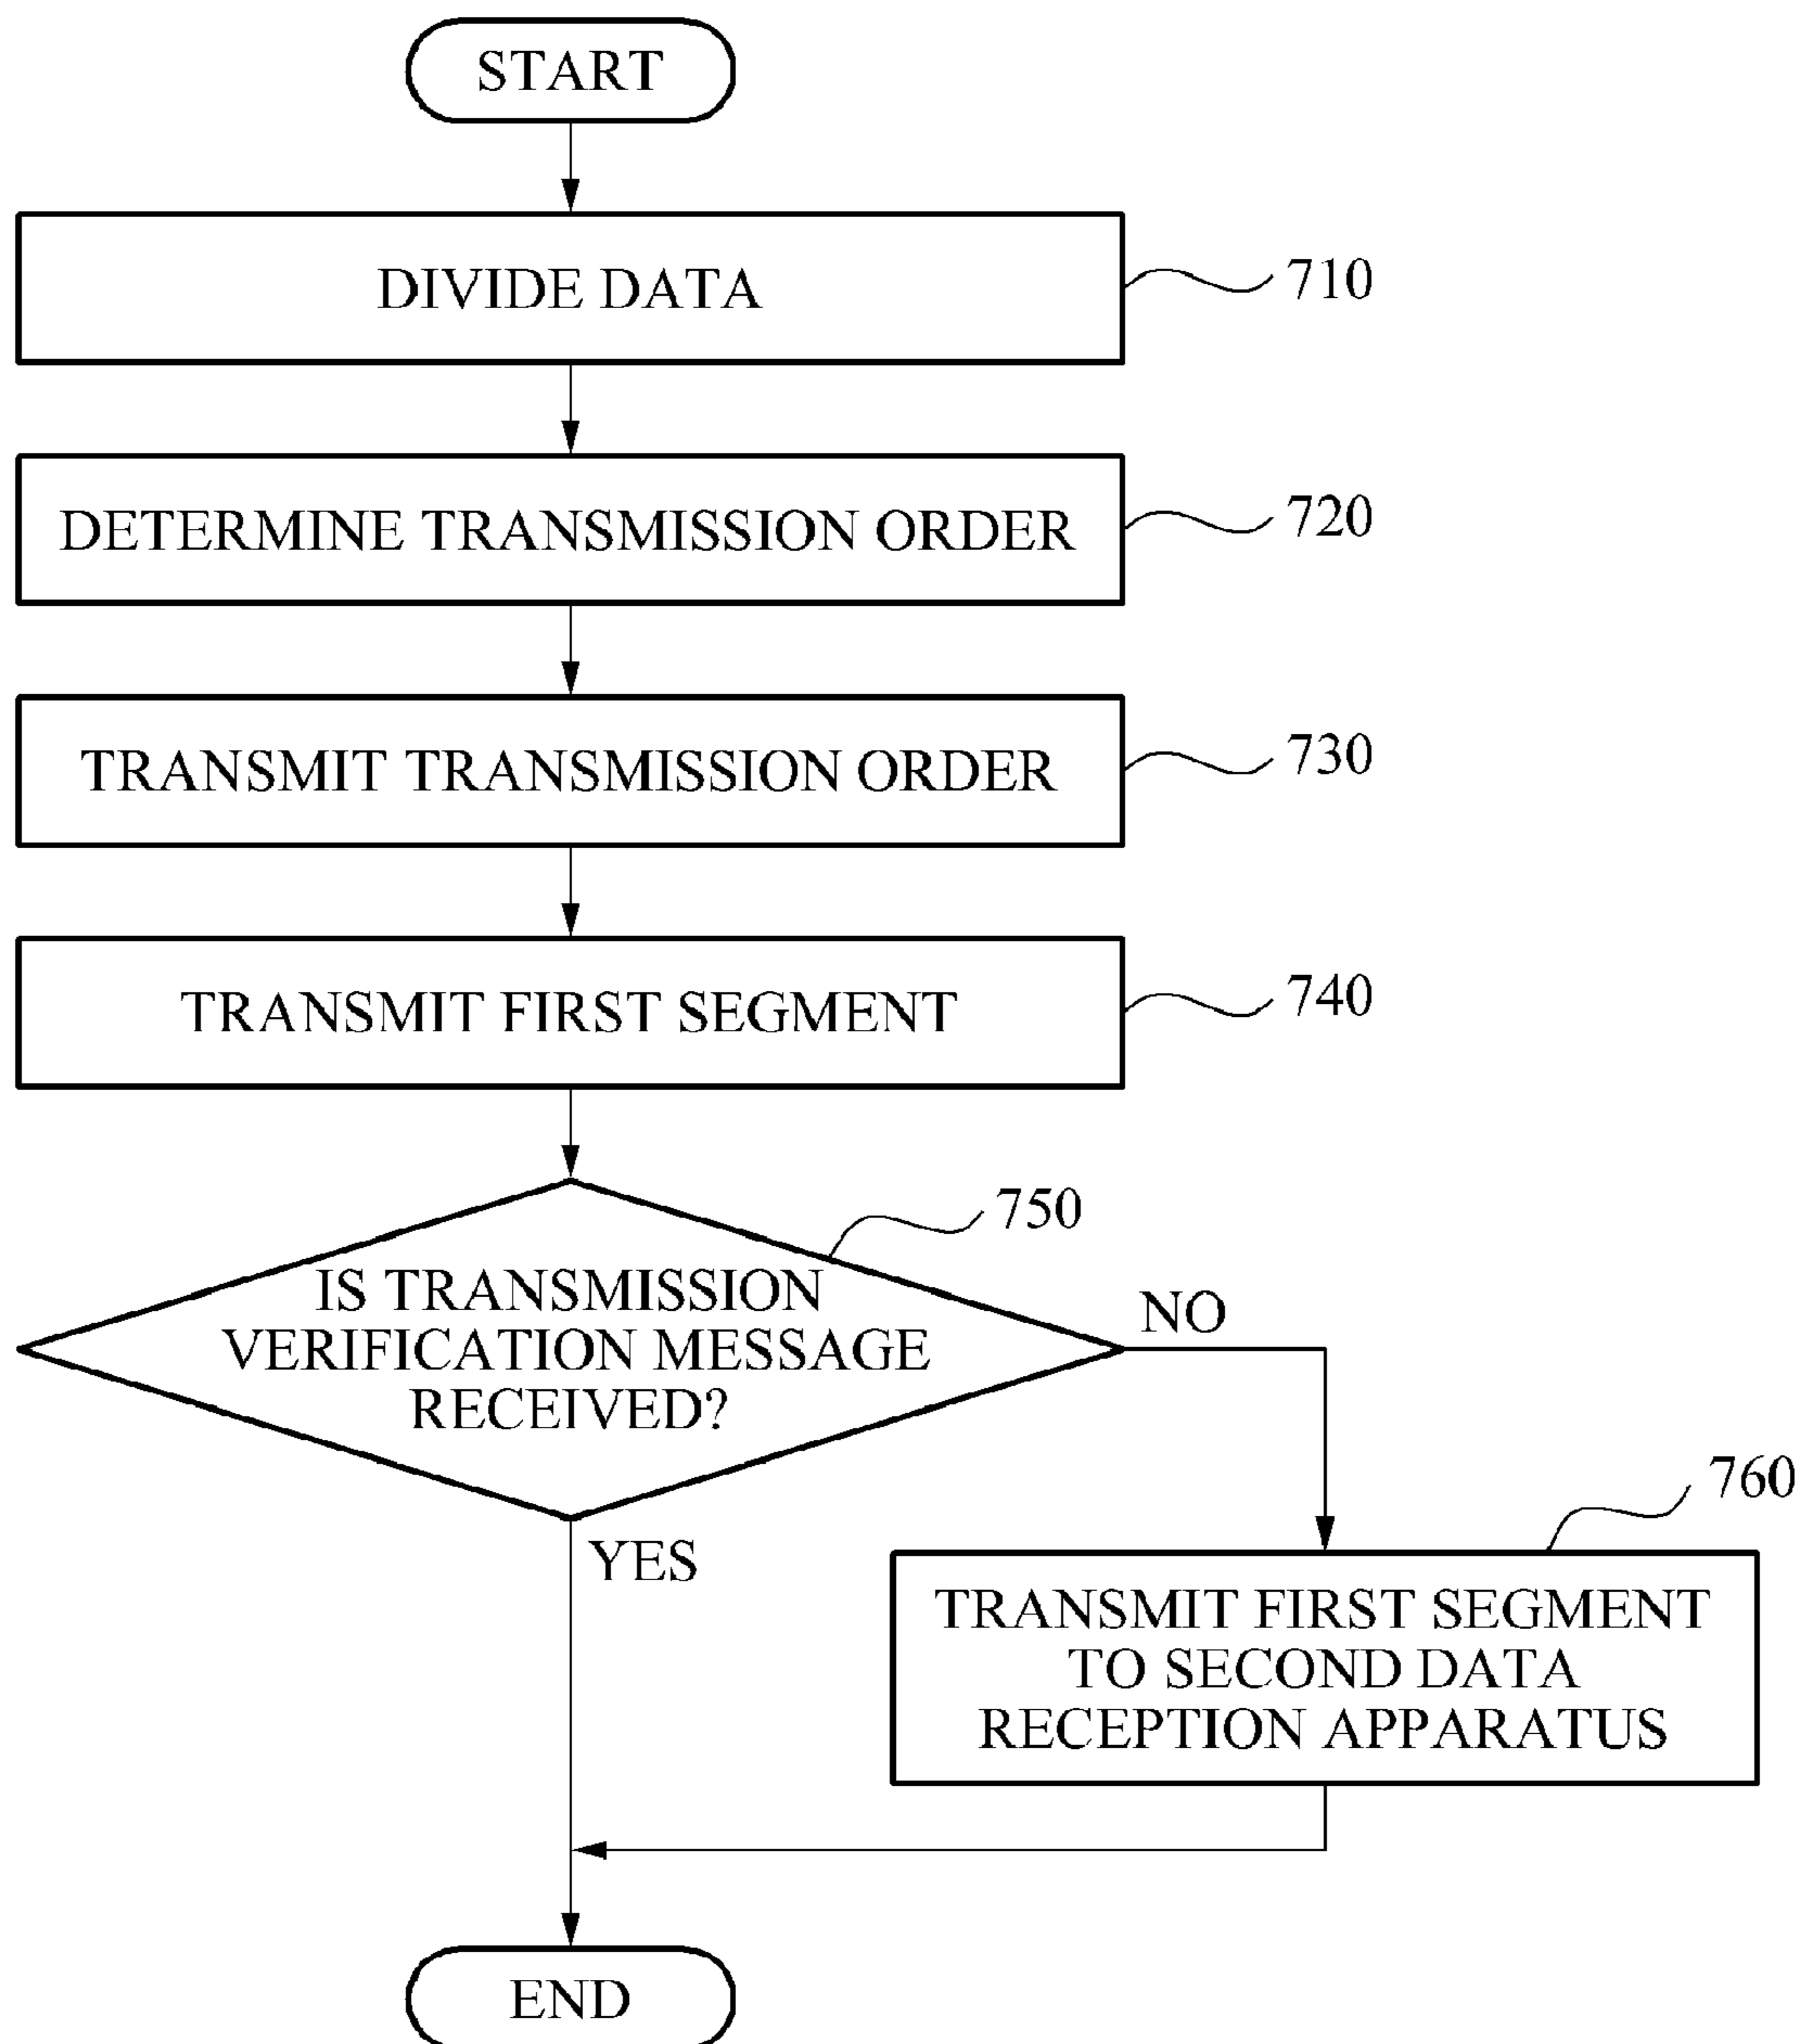 START
DIVIDE DATA
710
DETERMINE TRANSMISSION ORDER
720
TRANSMIT TRANSMISSION ORDER
730
TRANSMIT FIRST SEGMENT
740
750
IS TRANSMISSION
VERIFICATION MESSAGE
RECEIVED?
NO
YES
760
TRANSMIT FIRST SEGMENT
TO SECOND DATA
RECEPTION APPARATUS
END